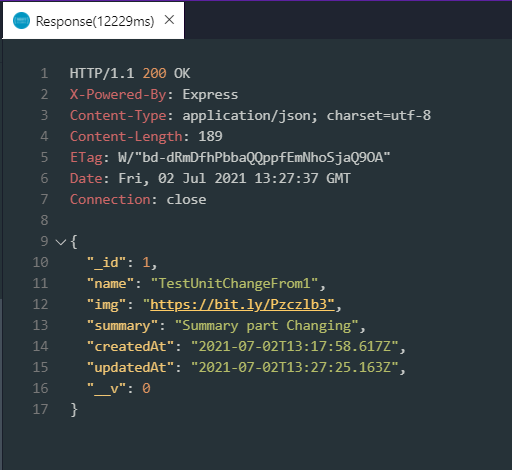 Response(12229ms) ×
1 HTTP/1.1 200 OK
2 X-Powered-By: Express
3 Content-Type: application/json; charset=utf-8
4 Content-Length: 189
5 ETag: W/"bd-dRmDfhPbbaQQppfEmNhoSjaQ9OA"
6 Date: Fri, 02 Jul 2021 13:27:37 GMT
7 Connection: close
8
9 {
10 "_id": 1,
11 "name": "TestUnitChangeFrom1",
12 "img": "https://bit.ly/Pzczlb3",
13 "summary": "Summary part Changing",
14 "createdAt": "2021-07-02T13:17:58.617Z",
15 "updatedAt": "2021-07-02T13:27:25.163Z",
16 "__v": 0
17 }